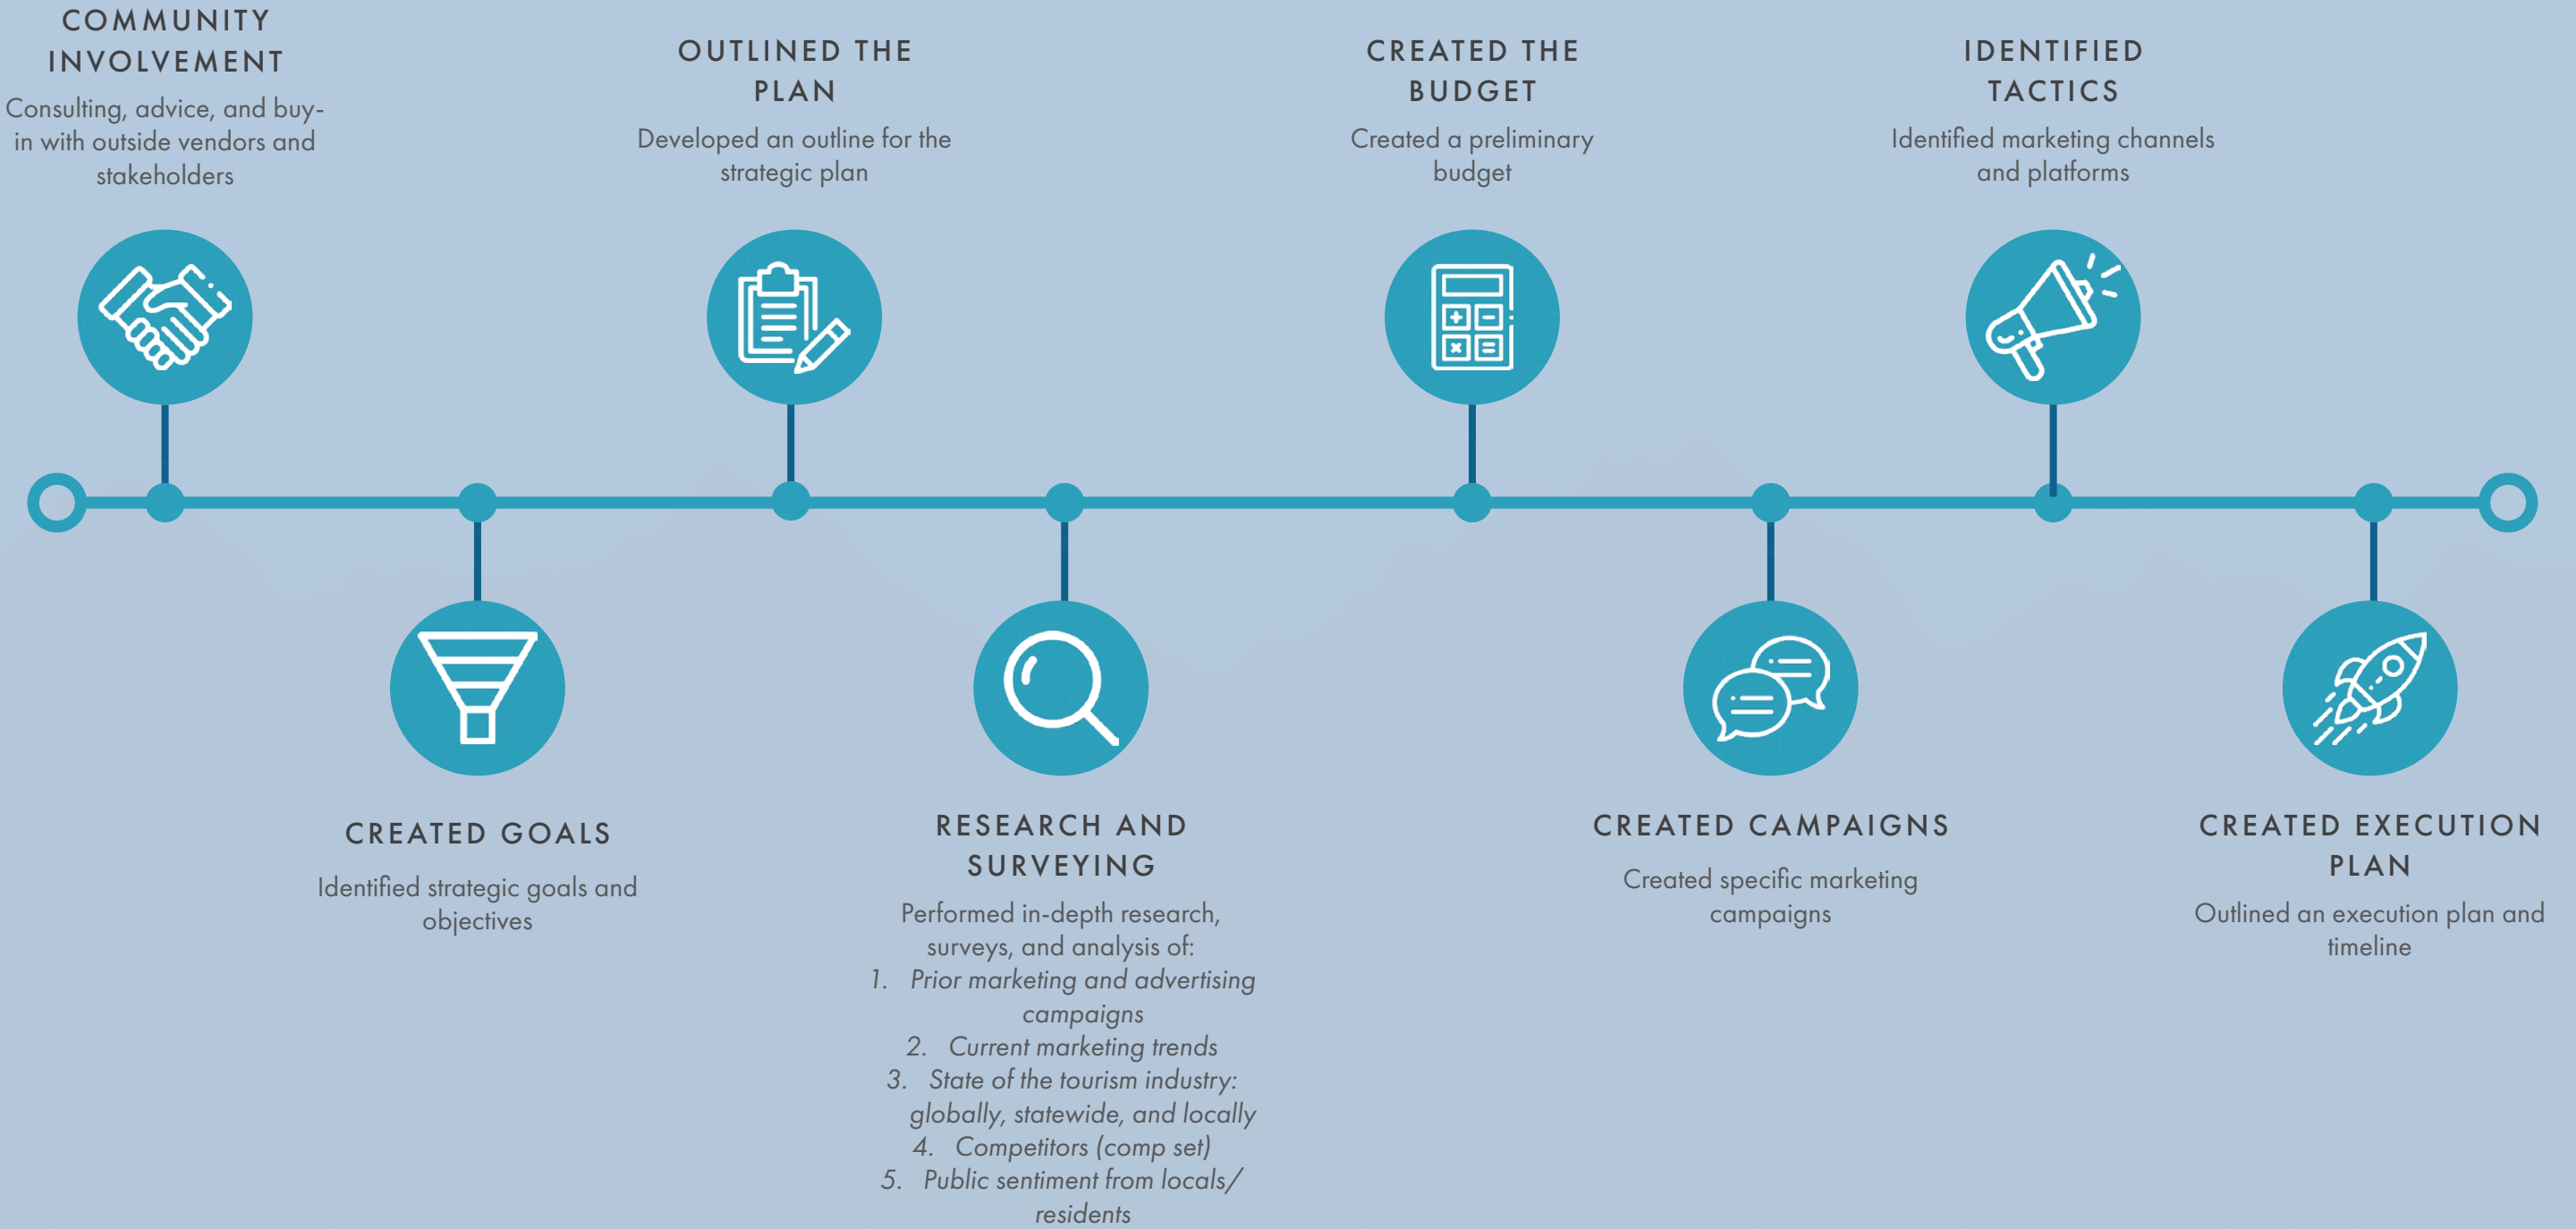 COMMUNITY
INVOLVEMENT
Consulting, advice, and buy-
in with outside vendors and
stakeholders
CREATED GOALS
Identified strategic goals and
objectives
OUTLINED THE
PLAN
Developed an outline for the
strategic plan
RESEARCH AND
SURVEYING
Performed in-depth research,
surveys, and analysis of:
1. Prior marketing and advertising
campaigns
2. Current marketing trends
3. State of the tourism industry:
globally, statewide, and locally
4. Competitors (comp set)
5. Public sentiment from locals/
residents
CREATED THE
BUDGET
Created a preliminary
budget
CREATED CAMPAIGNS
Created specific marketing
campaigns
IDENTIFIED
TACTICS
Identified marketing channels
and platforms
CREATED EXECUTION
PLAN
Outlined an execution plan and
timeline